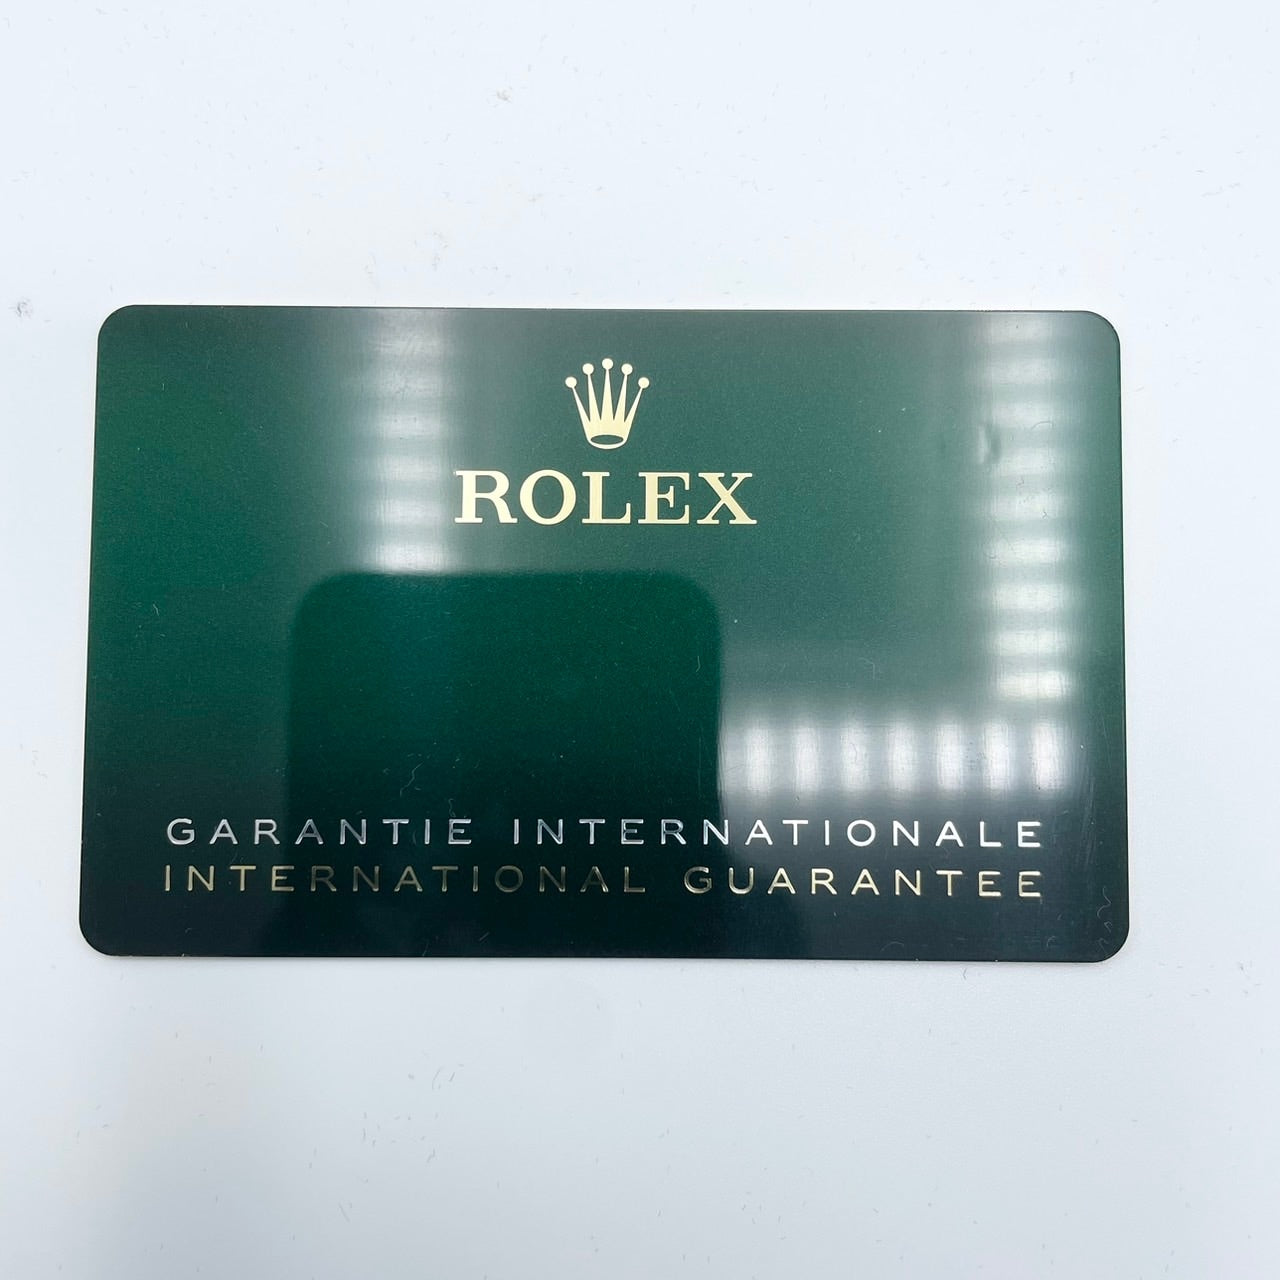 ROLEX
GARANTIE INTERNATIONALE
INTERNATIONAL GUARANTEE